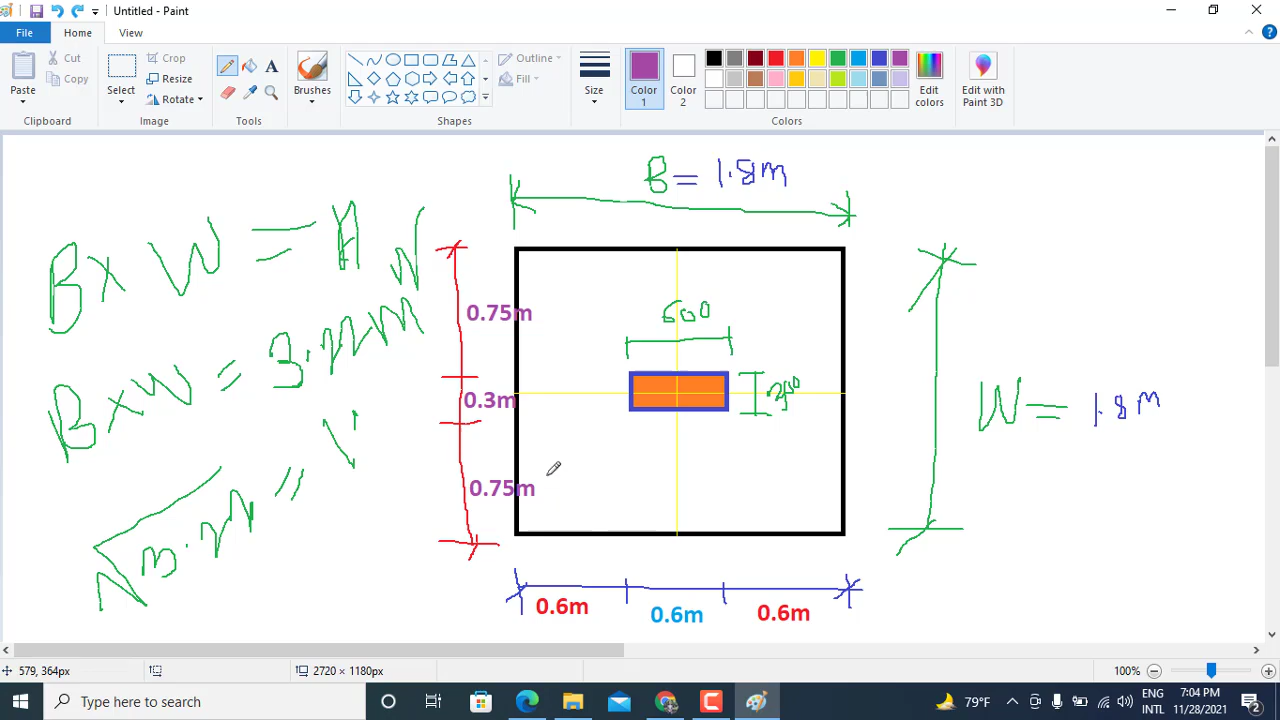 Untitled - Paint
File Home View
Paste
Cut
Copy
Clipboard
Select
Crop
Resize
Rotate
Image
Tools
Brushes
Shapes
Outline
Fill
Size
Color 1
Color 2
Edit colors
Edit with Paint 3D
Colors
B = 1.8m
B x W = A
0.75m
600
B x W =
0.3m
W = 1.8m
0.75m
0.6m
0.6m
0.6m
579, 364px
2720 × 1180px
100%
Type here to search
79°F
ENG
INTL
7:04 PM
11/28/2021
2